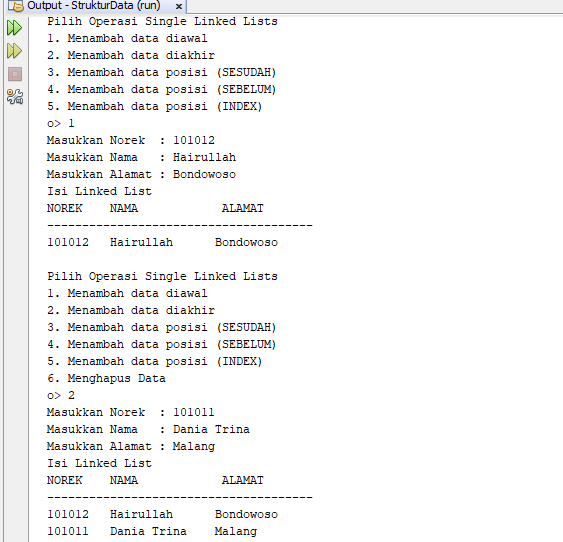 Output - StrukturData (run)
Pilih Operasi Single Linked Lists
1. Menambah data diawal
2. Menambah data diakhir
3. Menambah data posisi (SESUDAH)
4. Menambah data posisi (SEBELUM)
5. Menambah data posisi (INDEX)
o> 1
Masukkan Norek  : 101012
Masukkan Nama   : Hairullah
Masukkan Alamat : Bondowoso
Isi Linked List
NOREK    NAMA            ALAMAT
--------------------------------------
101012   Hairullah      Bondowoso
Pilih Operasi Single Linked Lists
1. Menambah data diawal
2. Menambah data diakhir
3. Menambah data posisi (SESUDAH)
4. Menambah data posisi (SEBELUM)
5. Menambah data posisi (INDEX)
6. Menghapus Data
o> 2
Masukkan Norek  : 101011
Masukkan Nama   : Dania Trina
Masukkan Alamat : Malang
Isi Linked List
NOREK    NAMA            ALAMAT
--------------------------------------
101012   Hairullah      Bondowoso
101011   Dania Trina    Malang